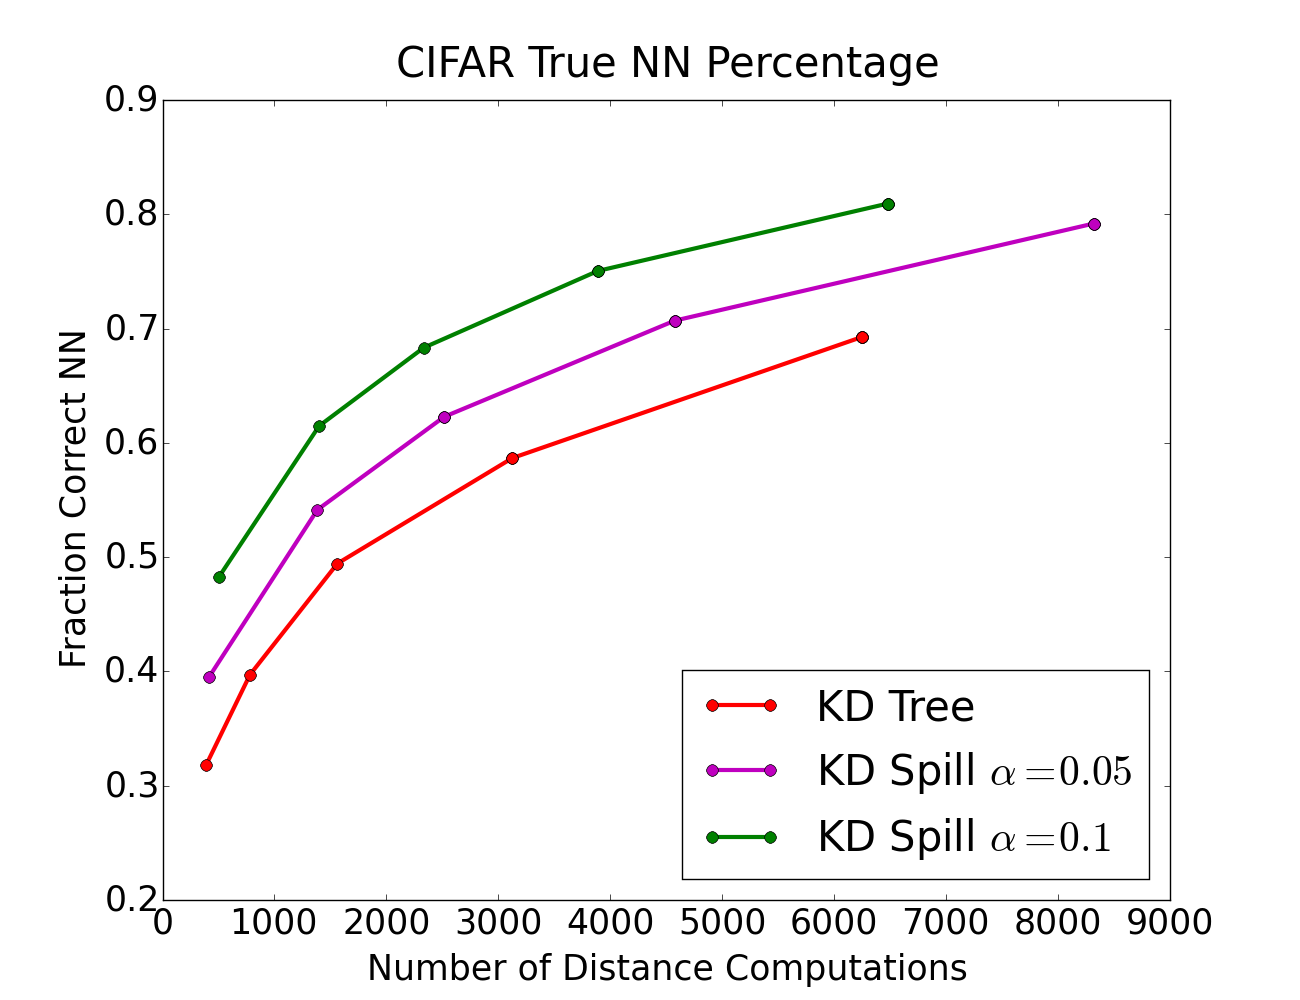 CIFAR True NN Percentage
0.9
0.8
0.7
0.6
0.5
0.4
0.3
0.2
Fraction Correct NN
KD Tree
KD Spill α=0.05
KD Spill α=0.1
0 1000 2000 3000 4000 5000 6000 7000 8000 9000
Number of Distance Computations